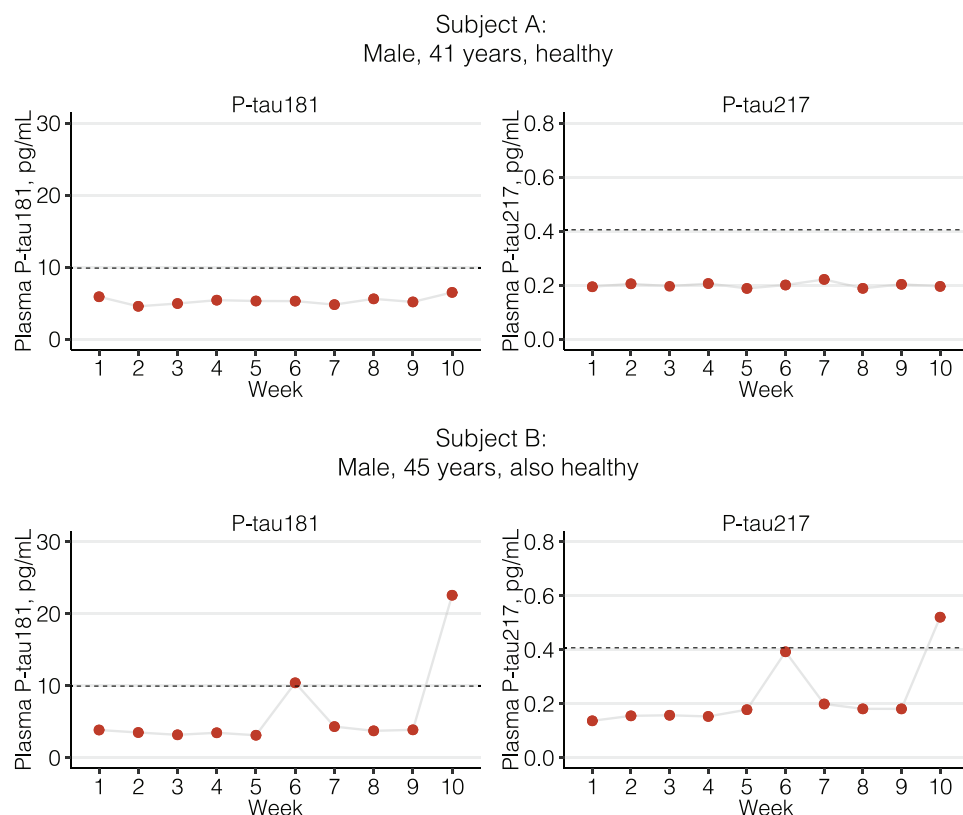 Subject A:
Male, 41 years, healthy
P-tau181
Plasma P-tau181, pg/mL
30
20
10
0
1 2 3 4 5 6 7 8 9 10
Week
P-tau217
Plasma P-tau217, pg/mL
0.8
0.6
0.4
0.2
0.0
1 2 3 4 5 6 7 8 9 10
Week
Subject B:
Male, 45 years, also healthy
P-tau181
Plasma P-tau181, pg/mL
30
20
10
0
1 2 3 4 5 6 7 8 9 10
Week
P-tau217
Plasma P-tau217, pg/mL
0.8
0.6
0.4
0.2
0.0
1 2 3 4 5 6 7 8 9 10
Week